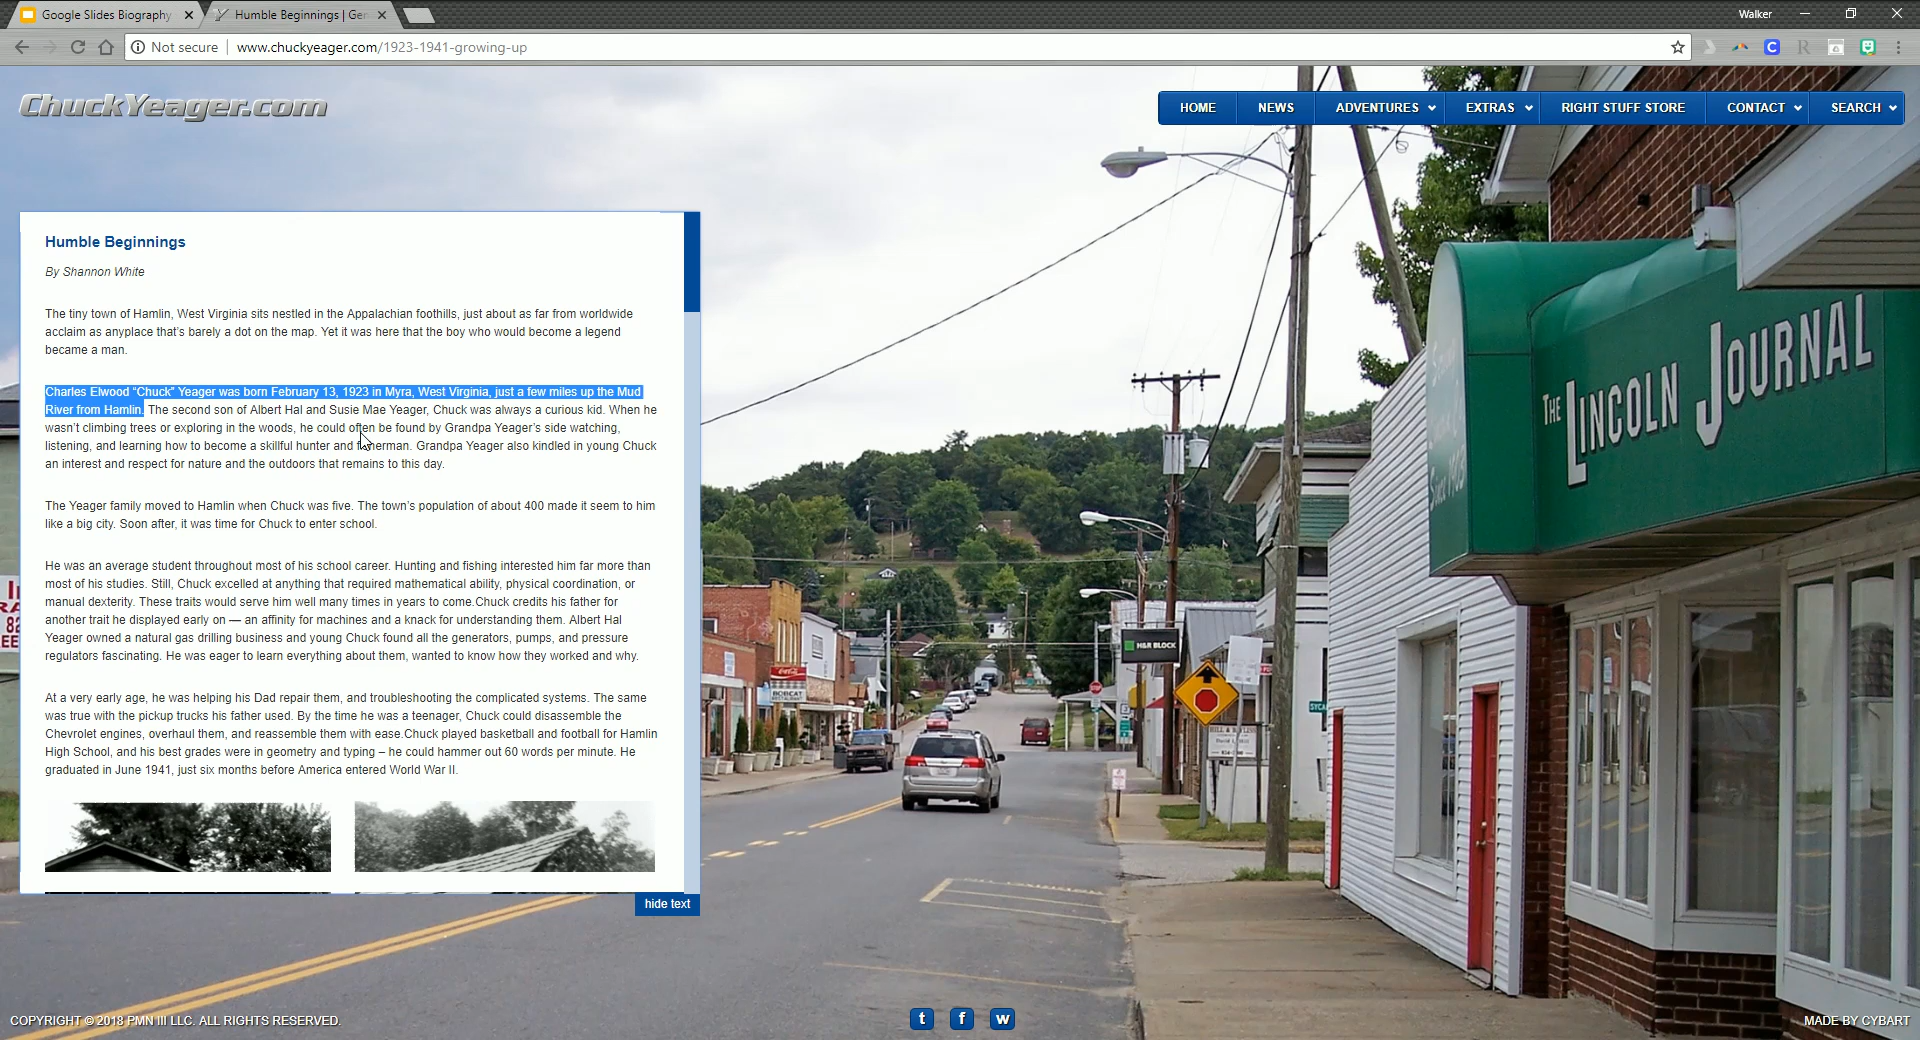 Google Slides Biography
Humble Beginnings | Ger
Walker
Not secure
www.chuckyeager.com/1923-1941-growing-up
ChuckYeager.com
HOME
NEWS
ADVENTURES
EXTRAS
RIGHT STUFF STORE
CONTACT
SEARCH
Humble Beginnings
By Shannon White
The tiny town of Hamlin, West Virginia sits nestled in the Appalachian foothills, just about as far from worldwide
acclaim as anyplace that's barely a dot on the map. Yet it was here that the boy who would become a legend
became a man.
Charles Elwood “Chuck” Yeager was born February 13, 1923 in Myra, West Virginia, just a few miles up the Mud
River from Hamlin. The second son of Albert Hal and Susie Mae Yeager, Chuck was always a curious kid. When he
wasn't climbing trees or exploring in the woods, he could often be found by Grandpa Yeager's side watching,
listening, and learning how to become a skillful hunter and fisherman. Grandpa Yeager also kindled in young Chuck
an interest and respect for nature and the outdoors that remains to this day.
The Yeager family moved to Hamlin when Chuck was five. The town's population of about 400 made it seem to him
like a big city. Soon after, it was time for Chuck to enter school.
He was an average student throughout most of his school career. Hunting and fishing interested him far more than
most of his studies. Still, Chuck excelled at anything that required mathematical ability, physical coordination, or
manual dexterity. These traits would serve him well many times in years to come.Chuck credits his father for
another trait he displayed early on — an affinity for machines and a knack for understanding them. Albert Hal
Yeager owned a natural gas drilling business and young Chuck found all the generators, pumps, and pressure
regulators fascinating. He was eager to learn everything about them, wanted to know how they worked and why.
At a very early age, he was helping his Dad repair them, and troubleshooting the complicated systems. The same
was true with the pickup trucks his father used. By the time he was a teenager, Chuck could disassemble the
Chevrolet engines, overhaul them, and reassemble them with ease.Chuck played basketball and football for Hamlin
High School, and his best grades were in geometry and typing – he could hammer out 60 words per minute. He
graduated in June 1941, just six months before America entered World War II.
hide text
THE LINCOLN JOURNAL
Since 1903
H&R BLOCK
Coca-Cola
BOBCAT
COPYRIGHT © 2018 PMN III LLC. ALL RIGHTS RESERVED.
t
f
w
MADE BY CYBART